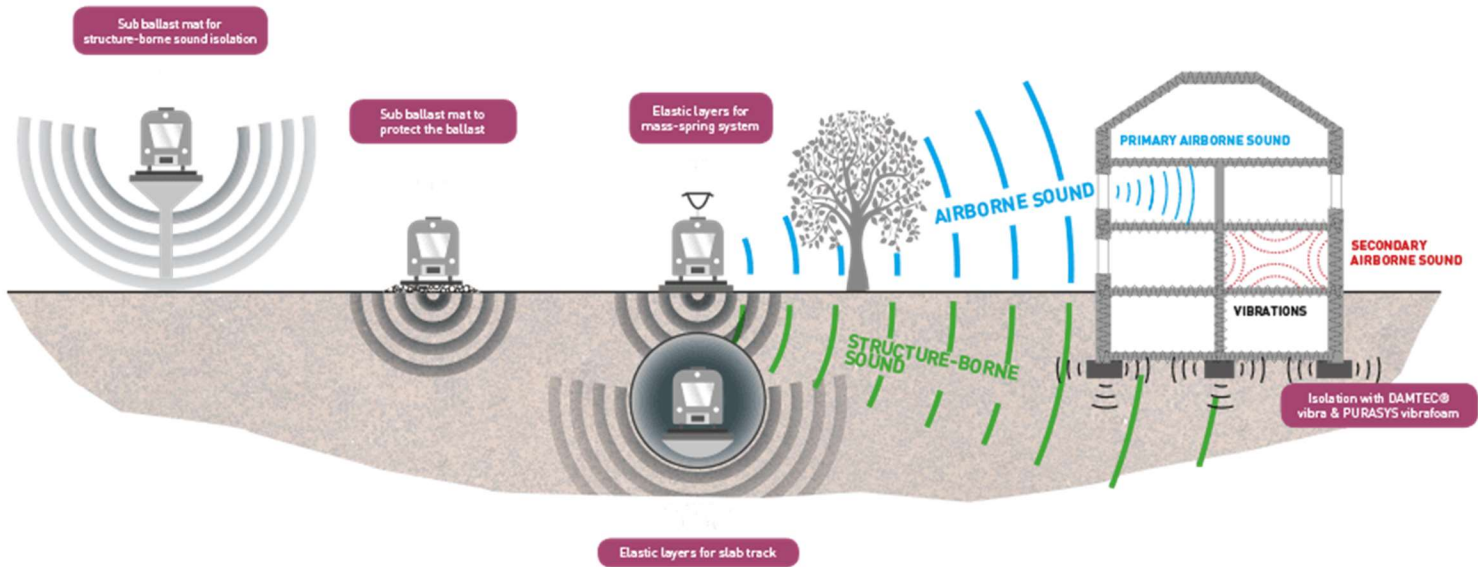 Sub ballast mat for
structure-borne sound isolation
Sub ballast mat to
protect the ballast
Elastic layers for
mass-spring system
PRIMARY AIRBORNE SOUND
AIRBORNE SOUND
SECONDARY
AIRBORNE SOUND
VIBRATIONS
STRUCTURE-BORNE
SOUND
Isolation with DAMTEC®
vibra & PURASYS vibrafoam
Elastic layers for slab track